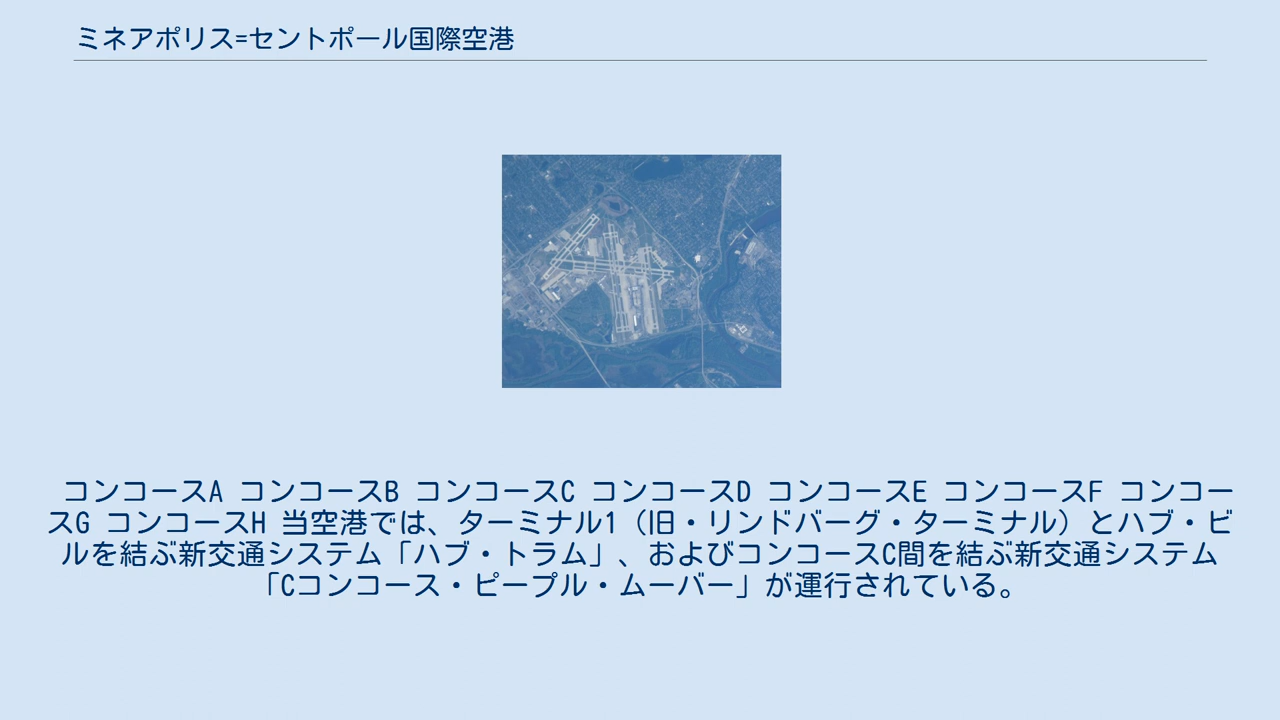 ミネアポリス=セントポール国際空港
コンコースA コンコースB コンコースC コンコースD コンコースE コンコースF コンコー
スG コンコースH 当空港では、ターミナル1（旧・リンドバーグ・ターミナル）とハブ・ビ
ルを結ぶ新交通システム「ハブ・トラム」、およびコンコースC間を結ぶ新交通システム
「Cコンコース・ピープル・ムーバー」が運行されている。